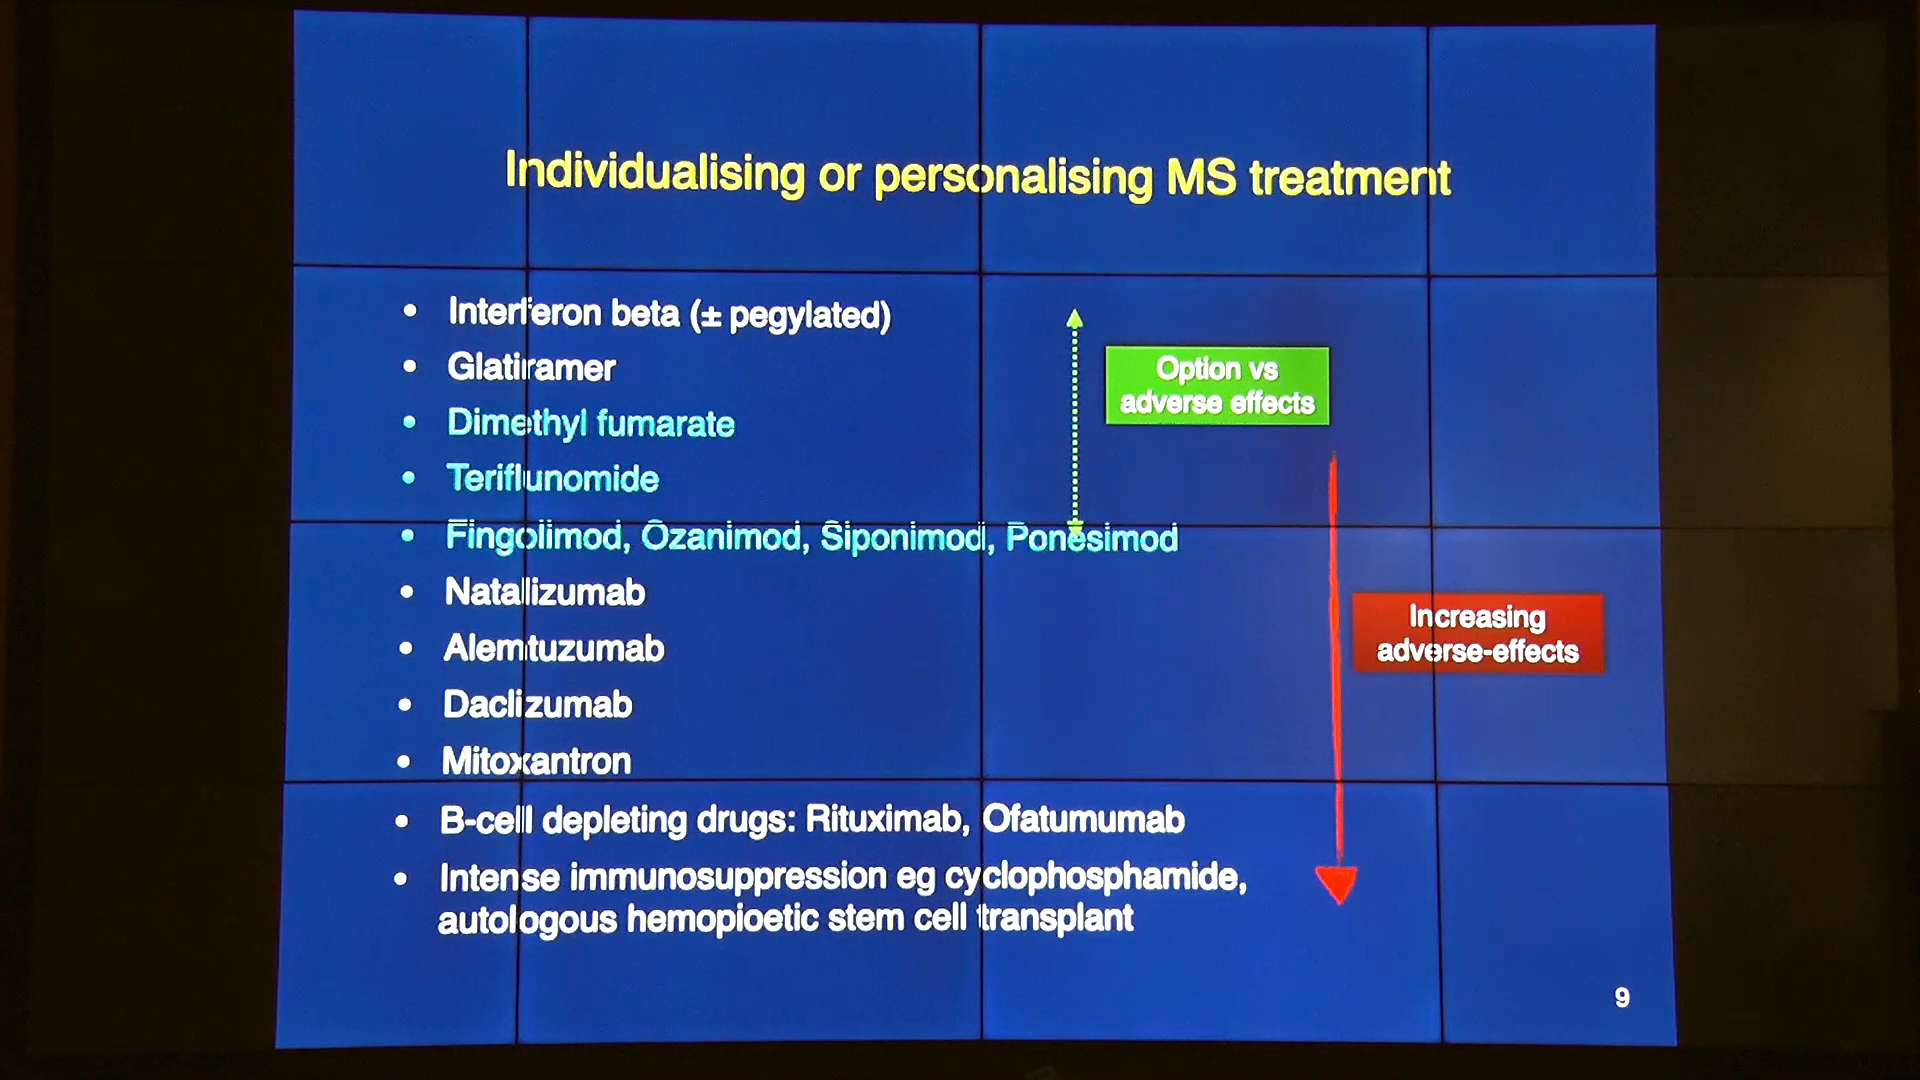 Individualising or personalising MS treatment
• Interferon beta (± pegylated)
• Glatiramer
• Dimethyl fumarate
• Teriflunomide
• Fingolimod, Ozanimod, Siponimod, Ponesimod
• Natalizumab
• Alemtuzumab
• Daclizumab
• Mitoxantron
• B-cell depleting drugs: Rituximab, Ofatumumab
• Intense immunosuppression eg cyclophosphamide,
autologous hemopioetic stem cell transplant
Option vs
adverse effects
Increasing
adverse-effects
9